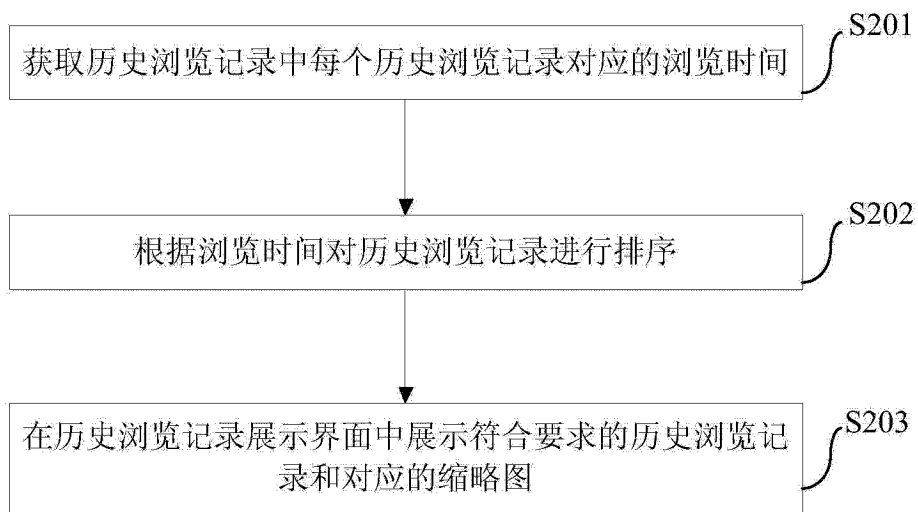 获取历史浏览记录中每个历史浏览记录对应的浏览时间
S201
根据浏览时间对历史浏览记录进行排序
S202
在历史浏览记录展示界面中展示符合要求的历史浏览记
录和对应的缩略图
S203